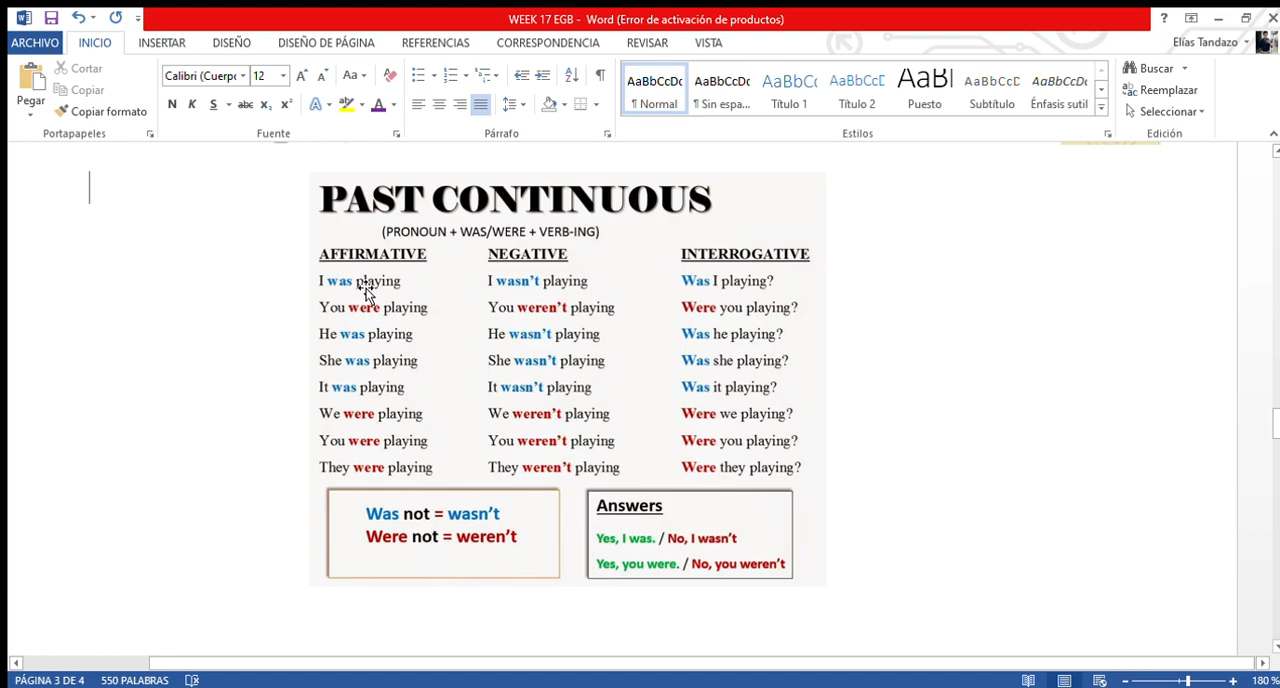 WEEK 17 EGB - Word (Error de activación de productos)
ARCHIVO INICIO INSERTAR DISEÑO DISEÑO DE PÁGINA REFERENCIAS CORRESPONDENCIA REVISAR VISTA Elías Tandazo
Pegar
Cortar
Copiar
Copiar formato
Portapapeles
Calibri (Cuerpo 12
N K S abc x₂ x² A A
Fuente
Párrafo
AaBbCcDc AaBbCcDc AaBbCc AaBbCcD AaBl AaBbCcD AaBbCcDc
¶ Normal ¶ Sin espa... Título 1 Título 2 Puesto Subtítulo Énfasis sutil
Estilos
Buscar
Reemplazar
Seleccionar
Edición
PAST CONTINUOUS
(PRONOUN + WAS/WERE + VERB-ING)
AFFIRMATIVE NEGATIVE INTERROGATIVE
I was playing I wasn't playing Was I playing?
You were playing You weren't playing Were you playing?
He was playing He wasn't playing Was he playing?
She was playing She wasn't playing Was she playing?
It was playing It wasn't playing Was it playing?
We were playing We weren't playing Were we playing?
You were playing You weren't playing Were you playing?
They were playing They weren't playing Were they playing?
Was not = wasn't
Were not = weren't
Answers
Yes, I was. / No, I wasn't
Yes, you were. / No, you weren't
PÁGINA 3 DE 4 550 PALABRAS 180 %